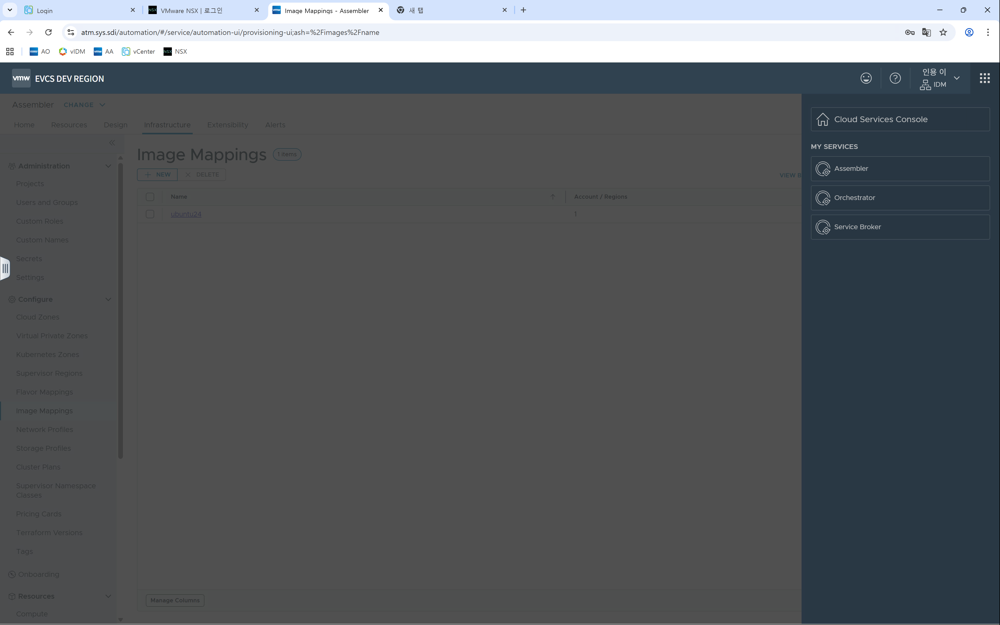 Login
NSX
VMware NSX | 로그인
vmw
Image Mappings - Assembler
새 탭
atm.sys.sdi/automation/#/service/automation-ui/provisioning-ui;ash=%2Fimages%2Fname
vmw AO
vIDM
vmw AA
vCenter
NSX NSX
vmw EVCS DEV REGION
인용 이
IDM
Assembler CHANGE
Home Resources Design Infrastructure Extensibility Alerts
Administration
Projects
Users and Groups
Custom Roles
Custom Names
Secrets
Settings
Configure
Cloud Zones
Virtual Private Zones
Kubernetes Zones
Supervisor Regions
Flavor Mappings
Image Mappings
Network Profiles
Storage Profiles
Cluster Plans
Supervisor Namespace
Classes
Pricing Cards
Terraform Versions
Tags
Onboarding
Resources
Compute
Image Mappings 1 items
NEW DELETE
VIEW B
Name Account / Regions
ubuntu24 1
Manage Columns
Cloud Services Console
MY SERVICES
Assembler
Orchestrator
Service Broker